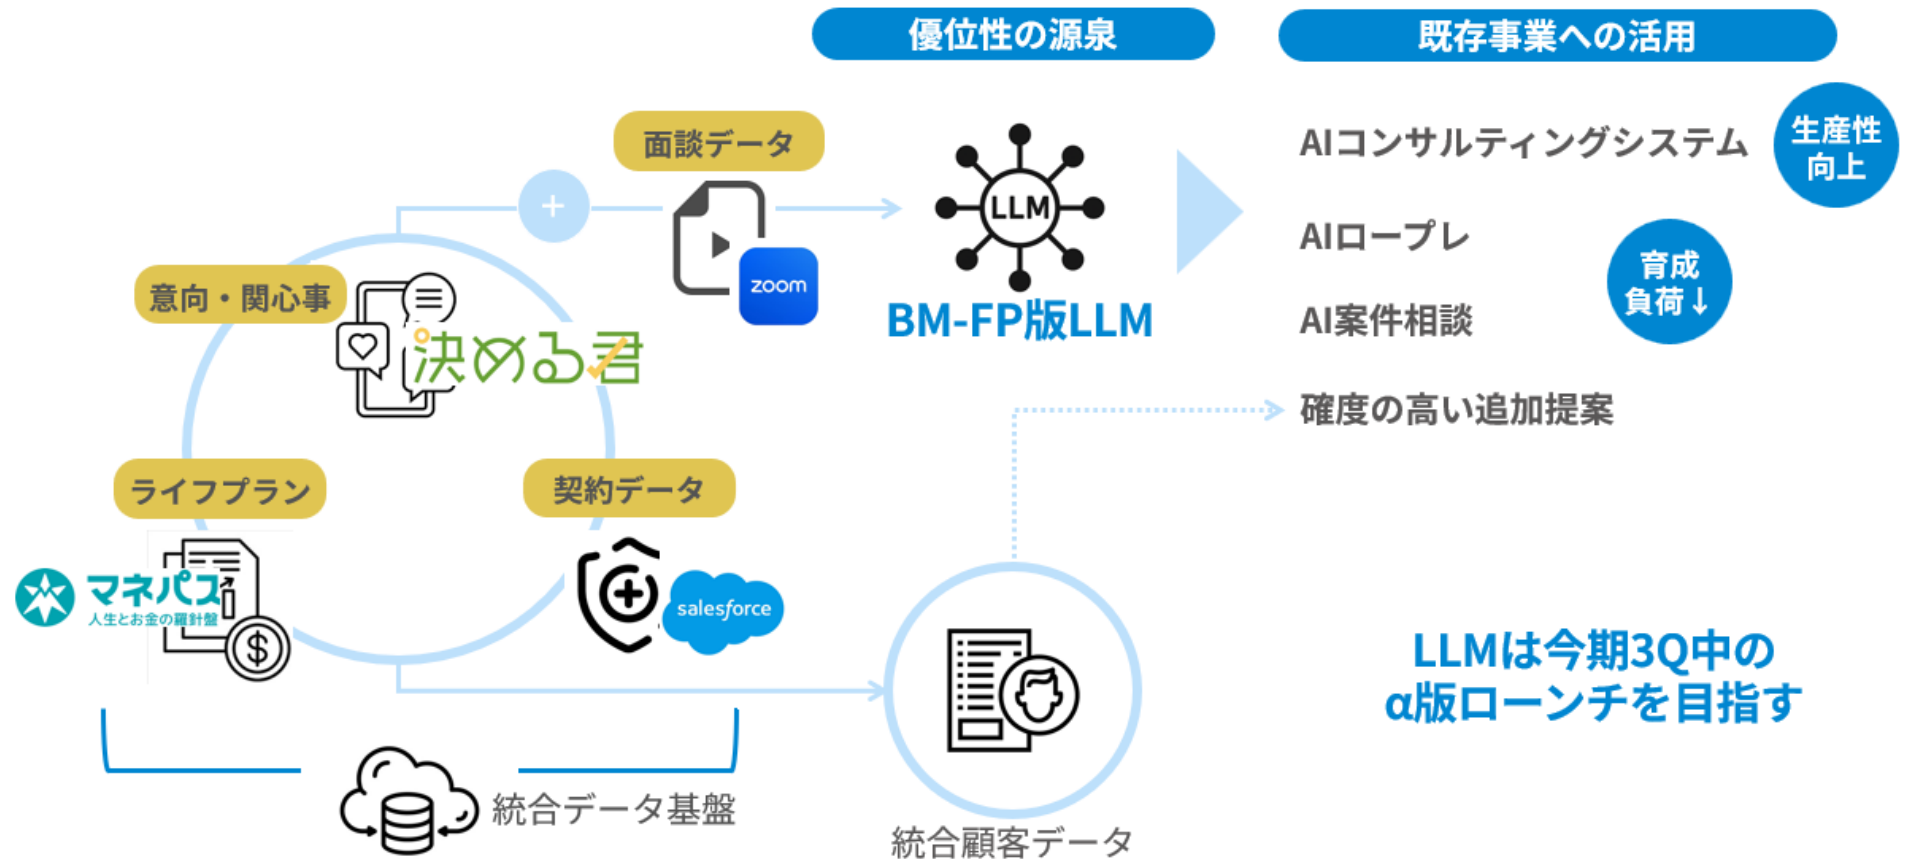 優位性の源泉
既存事業への活用
面談データ
zoom
LLM
BM-FP版LLM
AIコンサルティングシステム
生産性
向上
AIロープレ
育成
負荷↓
AI案件相談
確度の高い追加提案
意向・関心事
決める君
ライフプラン
マネパス
人生とお金の羅針盤
契約データ
salesforce
統合データ基盤
統合顧客データ
LLMは今期3Q中の
α版ローンチを目指す